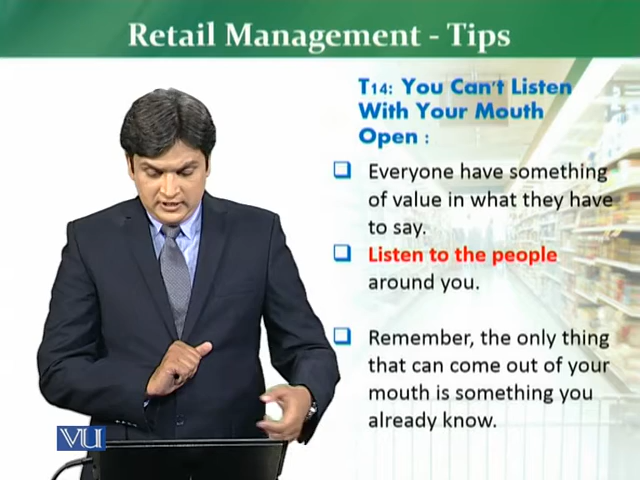 Retail Management - Tips
T14: You Can't Listen
With Your Mouth
Open :
Everyone have something
of value in what they have
to say.
Listen to the people
around you.
Remember, the only thing
that can come out of your
mouth is something you
already know.
VU